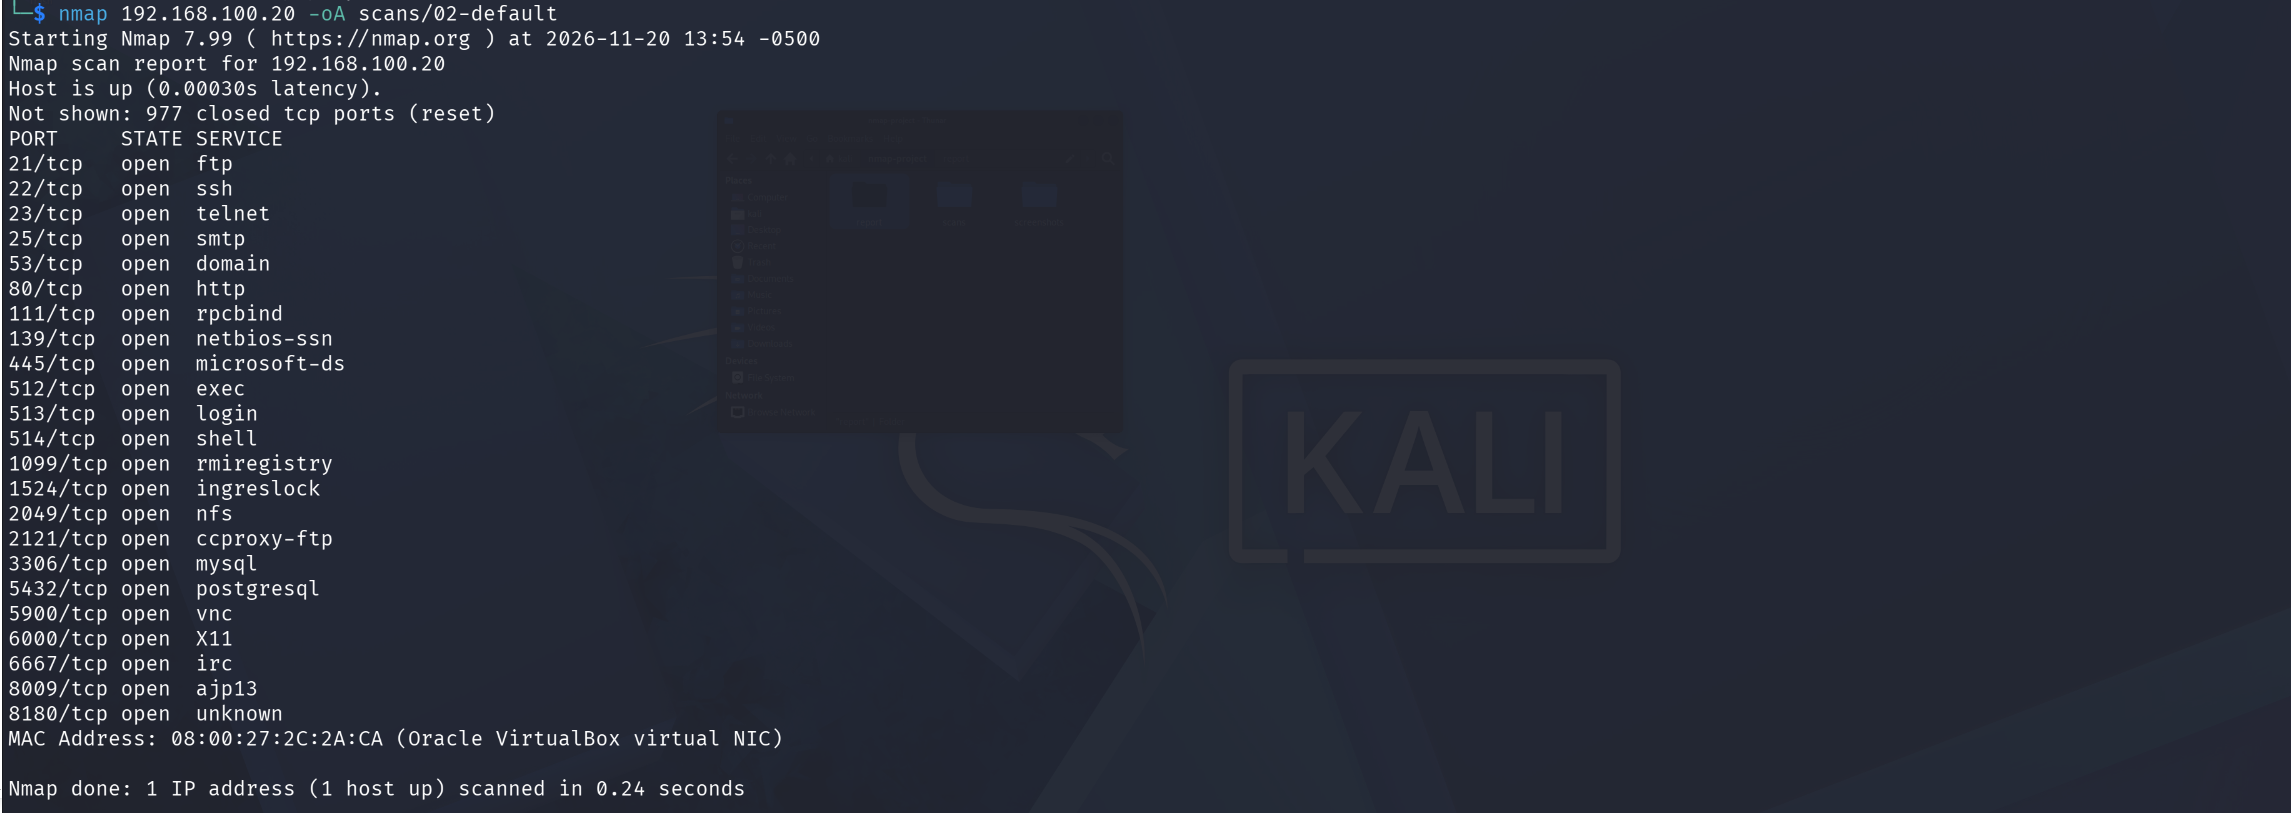 └─$ nmap 192.168.100.20 -oA scans/02-default
Starting Nmap 7.99 ( https://nmap.org ) at 2026-11-20 13:54 -0500
Nmap scan report for 192.168.100.20
Host is up (0.00030s latency).
Not shown: 977 closed tcp ports (reset)
PORT     STATE SERVICE
21/tcp   open  ftp
22/tcp   open  ssh
23/tcp   open  telnet
25/tcp   open  smtp
53/tcp   open  domain
80/tcp   open  http
111/tcp  open  rpcbind
139/tcp  open  netbios-ssn
445/tcp  open  microsoft-ds
512/tcp  open  exec
513/tcp  open  login
514/tcp  open  shell
1099/tcp open  rmiregistry
1524/tcp open  ingreslock
2049/tcp open  nfs
2121/tcp open  ccproxy-ftp
3306/tcp open  mysql
5432/tcp open  postgresql
5900/tcp open  vnc
6000/tcp open  X11
6667/tcp open  irc
8009/tcp open  ajp13
8180/tcp open  unknown
MAC Address: 08:00:27:2C:2A:CA (Oracle VirtualBox virtual NIC)
Nmap done: 1 IP address (1 host up) scanned in 0.24 seconds
KALI